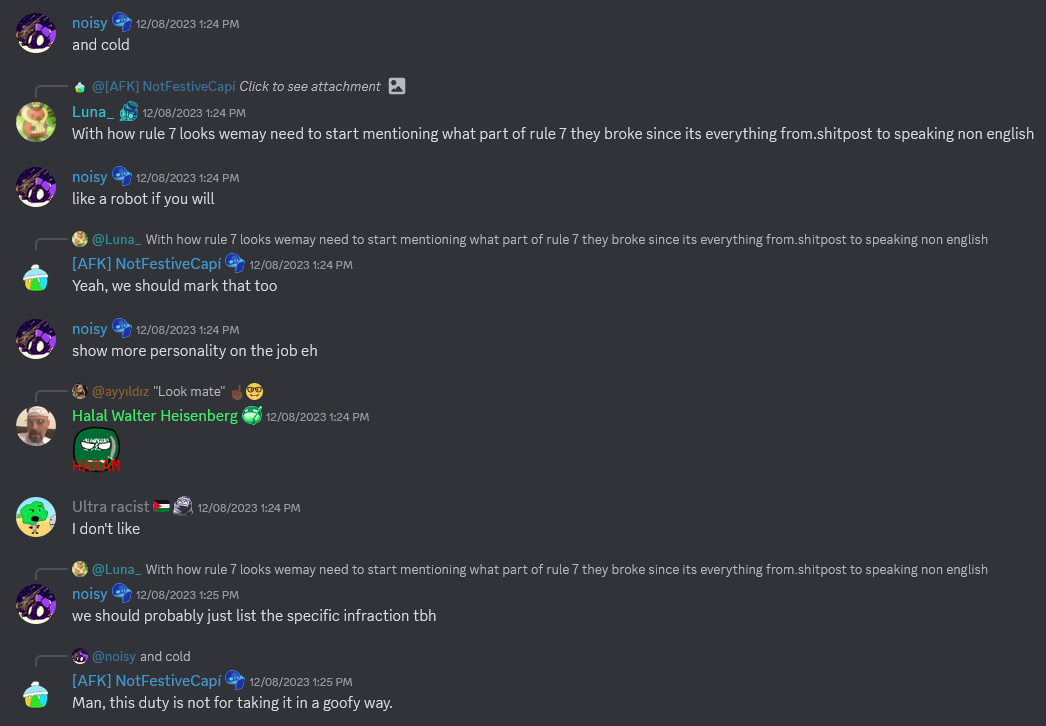 noisy 12/08/2023 1:24 PM
and cold
@[AFK] NotFestiveCapí Click to see attachment
Luna_ 12/08/2023 1:24 PM
With how rule 7 looks wemay need to start mentioning what part of rule 7 they broke since its everything from.shitpost to speaking non english
noisy 12/08/2023 1:24 PM
like a robot if you will
@Luna_ With how rule 7 looks wemay need to start mentioning what part of rule 7 they broke since its everything from.shitpost to speaking non english
[AFK] NotFestiveCapí 12/08/2023 1:24 PM
Yeah, we should mark that too
noisy 12/08/2023 1:24 PM
show more personality on the job eh
@ayyıldız "Look mate" ☝🏿🤓
Halal Walter Heisenberg 12/08/2023 1:24 PM
HARAM
Ultra racist 🇵🇸 12/08/2023 1:24 PM
I don't like
@Luna_ With how rule 7 looks wemay need to start mentioning what part of rule 7 they broke since its everything from.shitpost to speaking non english
noisy 12/08/2023 1:25 PM
we should probably just list the specific infraction tbh
@noisy and cold
[AFK] NotFestiveCapí 12/08/2023 1:25 PM
Man, this duty is not for taking it in a goofy way.